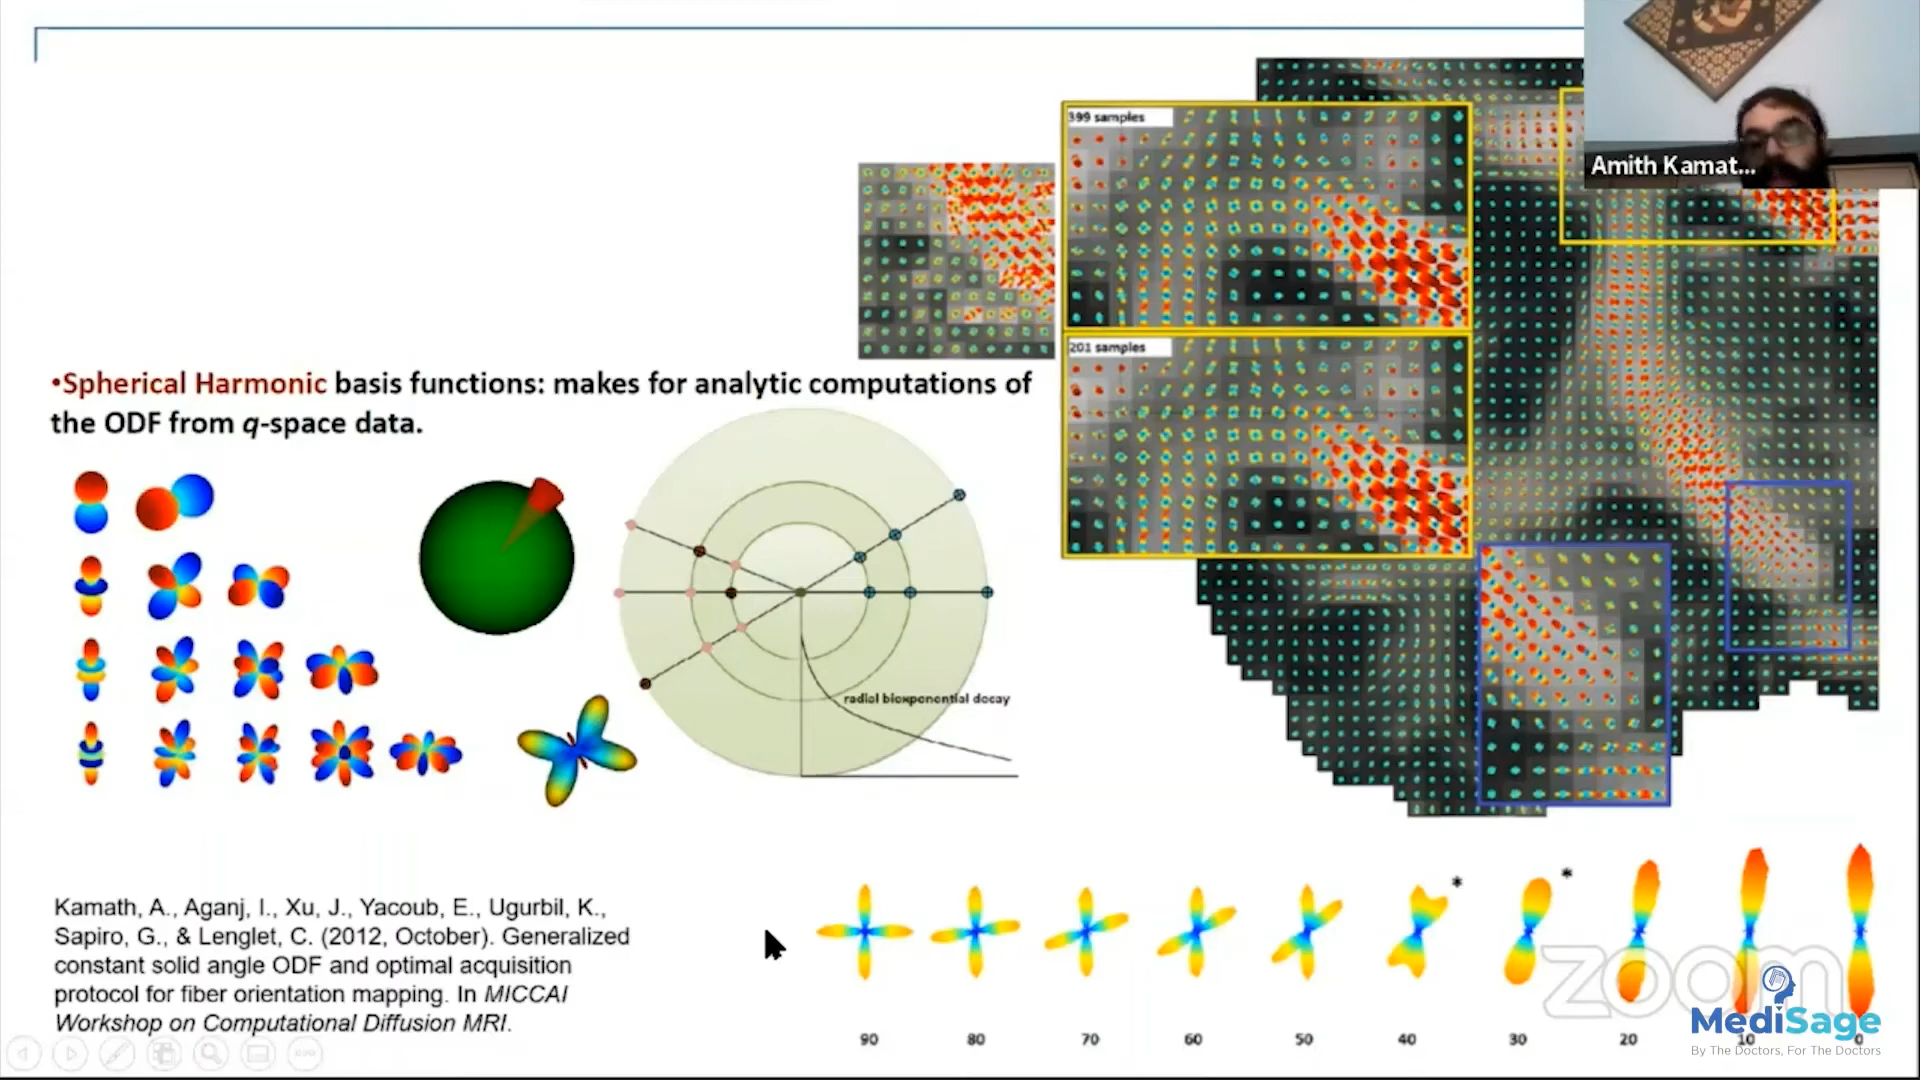 Amith Kamat...
399 samples
201 samples
•Spherical Harmonic basis functions: makes for analytic computations of
the ODF from q-space data.
radial biexponential decay
Kamath, A., Aganj, I., Xu, J., Yacoub, E., Ugurbil, K.,
Sapiro, G., & Lenglet, C. (2012, October). Generalized
constant solid angle ODF and optimal acquisition
protocol for fiber orientation mapping. In MICCAI
Workshop on Computational Diffusion MRI.
* *
90 80 70 60 50 40 30 20 10 0
zoom
MediSage
By The Doctors, For The Doctors